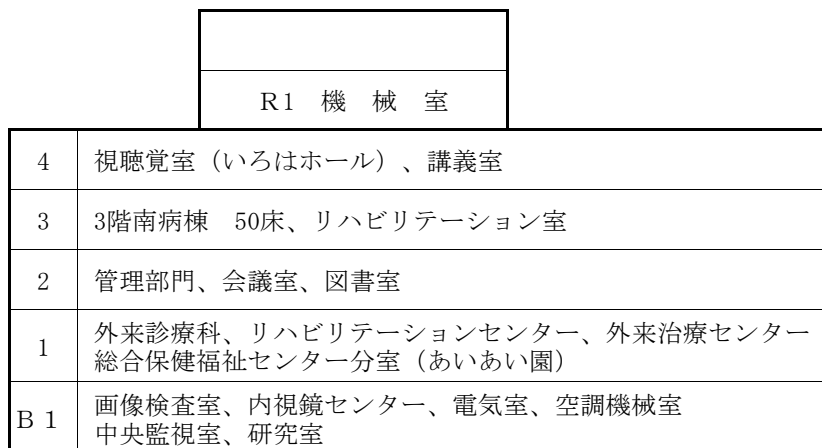 R1 機 械 室
4 視聴覚室（いろはホール）、講義室
3 3階南病棟　50床、リハビリテーション室
2 管理部門、会議室、図書室
1 外来診療科、リハビリテーションセンター、外来治療センター
総合保健福祉センター分室（あいあい園）
B１ 画像検査室、内視鏡センター、電気室、空調機械室
中央監視室、研究室